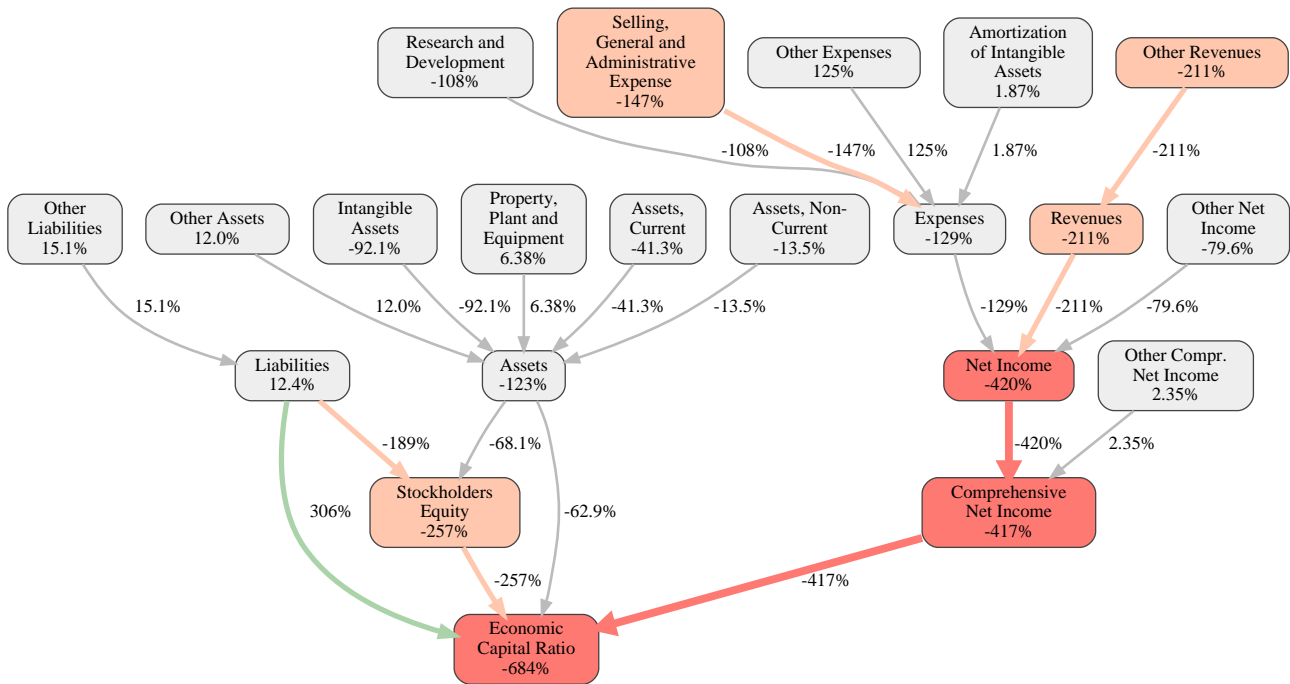 Research and
Development
-108%
Selling,
General and
Administrative
Expense
-147%
Other Expenses
125%
Amortization
of Intangible
Assets
1.87%
Other Revenues
-211%
-108%
-147%
125%
1.87%
-211%
Other
Liabilities
15.1%
Other Assets
12.0%
Intangible
Assets
-92.1%
Property,
Plant and
Equipment
6.38%
Assets,
Current
-41.3%
Assets, Non-
Current
-13.5%
Expenses
-129%
Revenues
-211%
Other Net
Income
-79.6%
15.1%
12.0%
-92.1%
6.38%
-41.3%
-13.5%
-129%
-211%
-79.6%
Liabilities
12.4%
Assets
-123%
Net Income
-420%
Other Compr.
Net Income
2.35%
-189%
-68.1%
-420%
2.35%
306%
Stockholders
Equity
-257%
-62.9%
Comprehensive
Net Income
-417%
-257%
-417%
Economic
Capital Ratio
-684%